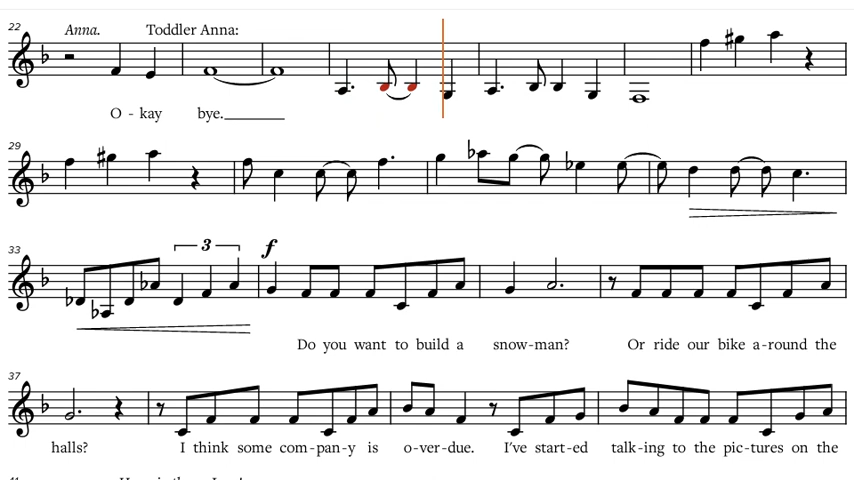 22 Anna. Toddler Anna:
O - kay bye.
29
33 3 f
Do you want to build a snow-man? Or ride our bike a-round the
37
halls? I think some com-pan-y is o-ver-due. I've start-ed talk-ing to the pic-tures on the